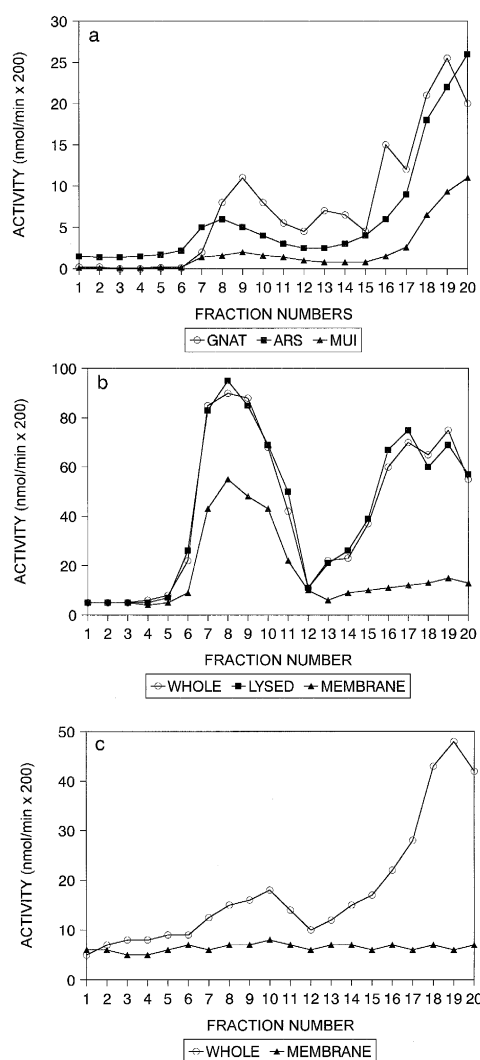 a
ACTIVITY (nmol/min x 200)
30
25
20
15
10
5
0
1 2 3 4 5 6 7 8 9 10 11 12 13 14 15 16 17 18 19 20
FRACTION NUMBERS
GNAT ARS MUI
b
ACTIVITY (nmol/min x 200)
100
80
60
40
20
0
1 2 3 4 5 6 7 8 9 10 11 12 13 14 15 16 17 18 19 20
FRACTION NUMBER
WHOLE LYSED MEMBRANE
c
ACTIVITY (nmol/min x 200)
50
40
30
20
10
0
1 2 3 4 5 6 7 8 9 10 11 12 13 14 15 16 17 18 19 20
FRACTION NUMBER
WHOLE MEMBRANE